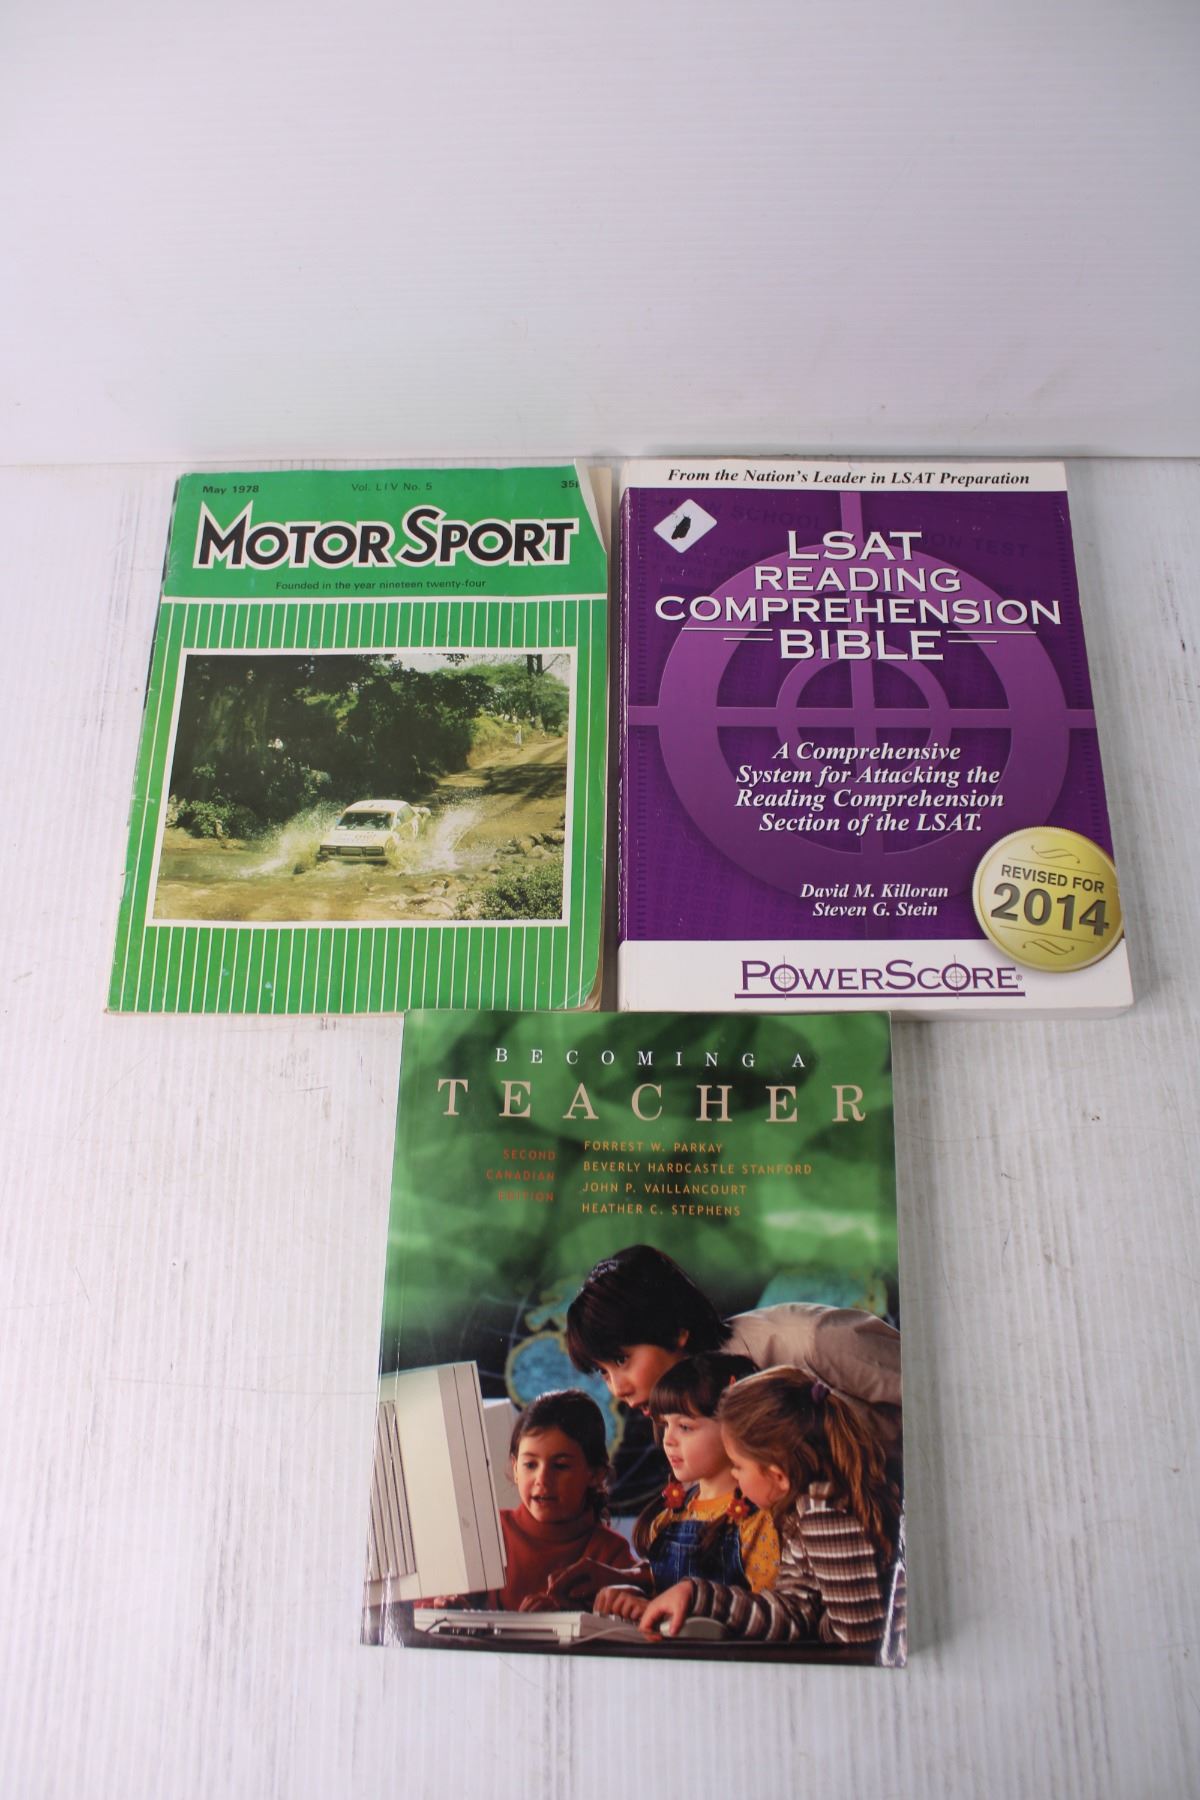 May 1978
Vol. LIV No. 5
35p
MOTOR SPORT
Founded in the year nineteen twenty-four
From the Nation's Leader in LSAT Preparation
LSAT
READING
COMPREHENSION
BIBLE
A Comprehensive
System for Attacking the
Reading Comprehension
Section of the LSAT.
David M. Killoran
Steven G. Stein
REVISED FOR
2014
POWERSCORE®
BECOMING A
TEACHER
SECOND
CANADIAN
EDITION
FORREST W. PARKAY
BEVERLY HARDCASTLE STANFORD
JOHN P. VAILLANCOURT
HEATHER C. STEPHENS